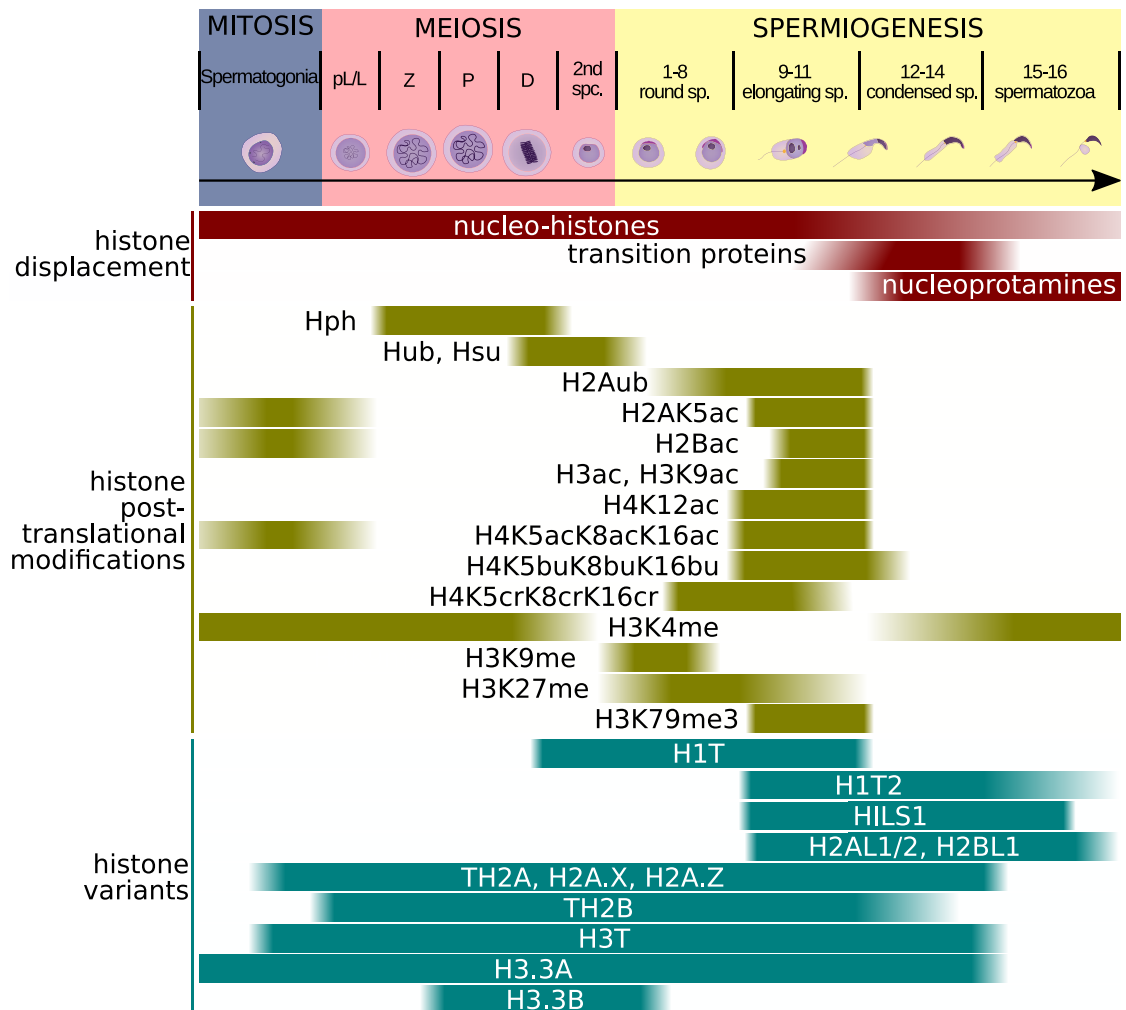 MITOSIS MEIOSIS SPERMIOGENESIS
Spermatogonia pL/L Z P D 2nd spc. 1-8 round sp. 9-11 elongating sp. 12-14 condensed sp. 15-16 spermatozoa
histone
displacement
nucleo-histones
transition proteins
nucleoprotamines
histone
post-
translational
modifications
Hph
Hub, Hsu
H2Aub
H2AK5ac
H2Bac
H3ac, H3K9ac
H4K12ac
H4K5acK8acK16ac
H4K5buK8buK16bu
H4K5crK8crK16cr
H3K4me
H3K9me
H3K27me
H3K79me3
histone
variants
H1T
H1T2
HILS1
H2AL1/2, H2BL1
TH2A, H2A.X, H2A.Z
TH2B
H3T
H3.3A
H3.3B